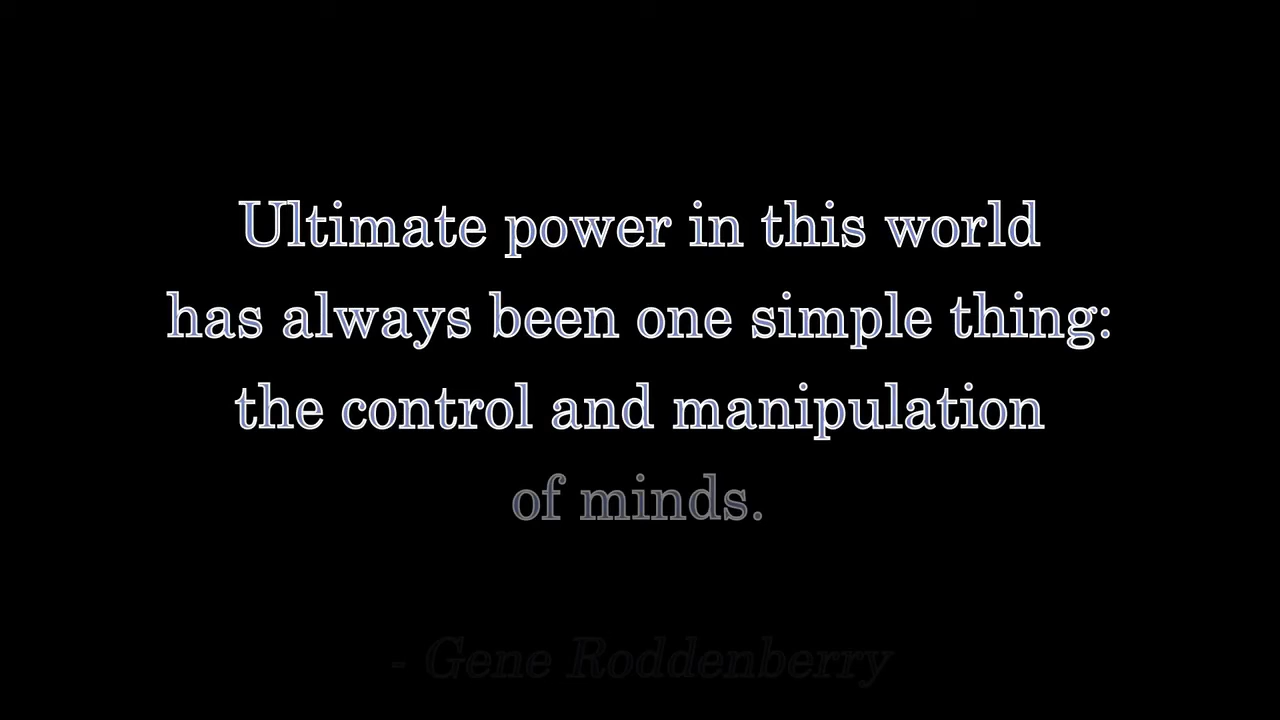 Ultimate power in this world
has always been one simple thing:
the control and manipulation
of minds.
- Gene Roddenberry